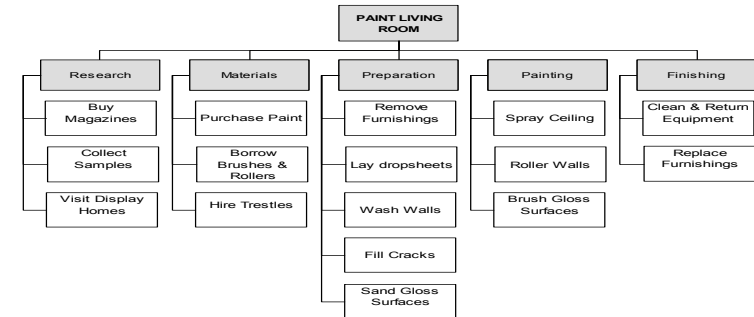 PAINT LIVING
ROOM
Research
Buy
Magazines
Collect
Samples
Visit Display
Homes
Materials
Purchase Paint
Borrow
Brushes &
Rollers
Hire Trestles
Preparation
Remove
Furnishings
Lay dropsheets
Wash Walls
Fill Cracks
Sand Gloss
Surfaces
Painting
Spray Ceiling
Roller Walls
Brush Gloss
Surfaces
Finishing
Clean & Return
Equipment
Replace
Furnishings